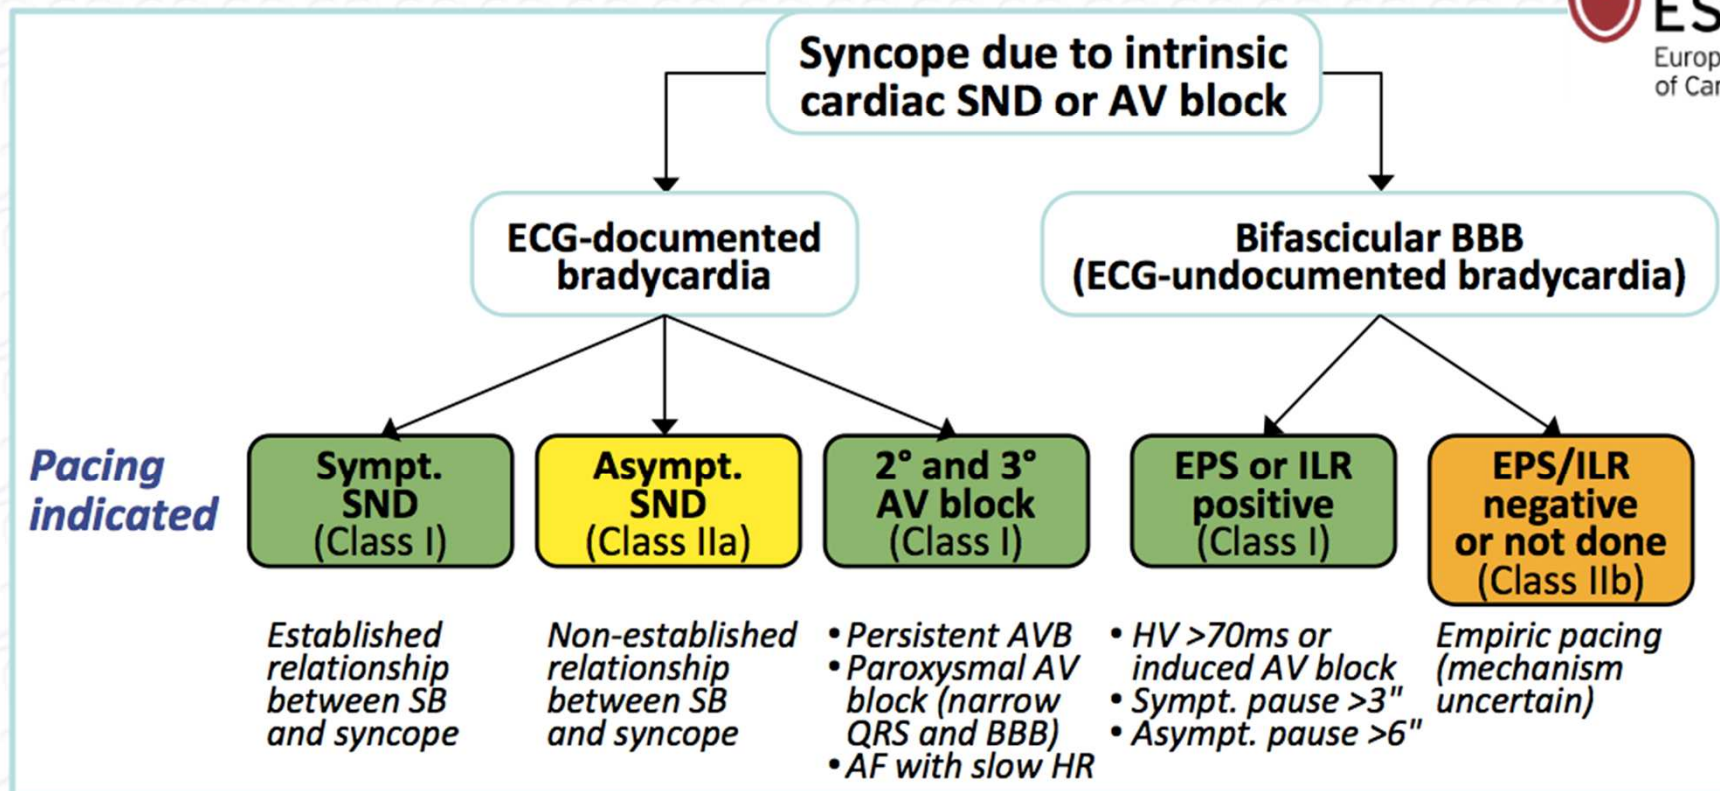 Syncope due to intrinsic
cardiac SND or AV block
ES
Europ
of Car
ECG-documented
bradycardia
Bifascicular BBB
(ECG-undocumented bradycardia)
Pacing
indicated
Sympt.
SND
(Class I)
Asympt.
SND
(Class IIa)
2° and 3°
AV block
(Class I)
EPS or ILR
positive
(Class I)
EPS/ILR
negative
or not done
(Class IIb)
Established
relationship
between SB
and syncope
Non-established
relationship
between SB
and syncope
• Persistent AVB
• Paroxysmal AV
block (narrow
QRS and BBB)
• AF with slow HR
• HV >70ms or
induced AV block
• Sympt. pause >3"
• Asympt. pause >6"
Empiric pacing
(mechanism
uncertain)